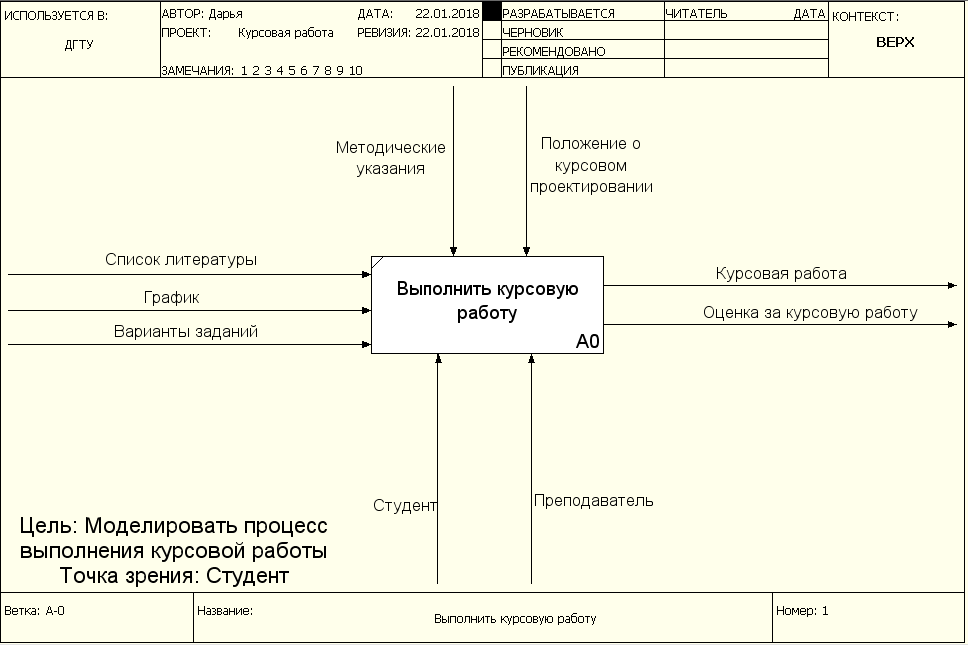 ИСПОЛЬЗУЕТСЯ В:
ДГТУ
АВТОР: Дарья
ДАТА: 22.01.2018
ПРОЕКТ: Курсовая работа
РЕВИЗИЯ: 22.01.2018
ЗАМЕЧАНИЯ: 1 2 3 4 5 6 7 8 9 10
РАЗРАБАТЫВАЕТСЯ
ЧЕРНОВИК
РЕКОМЕНДОВАНО
ПУБЛИКАЦИЯ
ЧИТАТЕЛЬ ДАТА
КОНТЕКСТ:
ВЕРХ
Методические
указания
Положение о
курсовом
проектировании
Список литературы
График
Варианты заданий
Выполнить курсовую
работу
A0
Курсовая работа
Оценка за курсовую работу
Студент
Преподаватель
Цель: Моделировать процесс
выполнения курсовой работы
Точка зрения: Студент
Ветка: A-0
Название:
Выполнить курсовую работу
Номер: 1